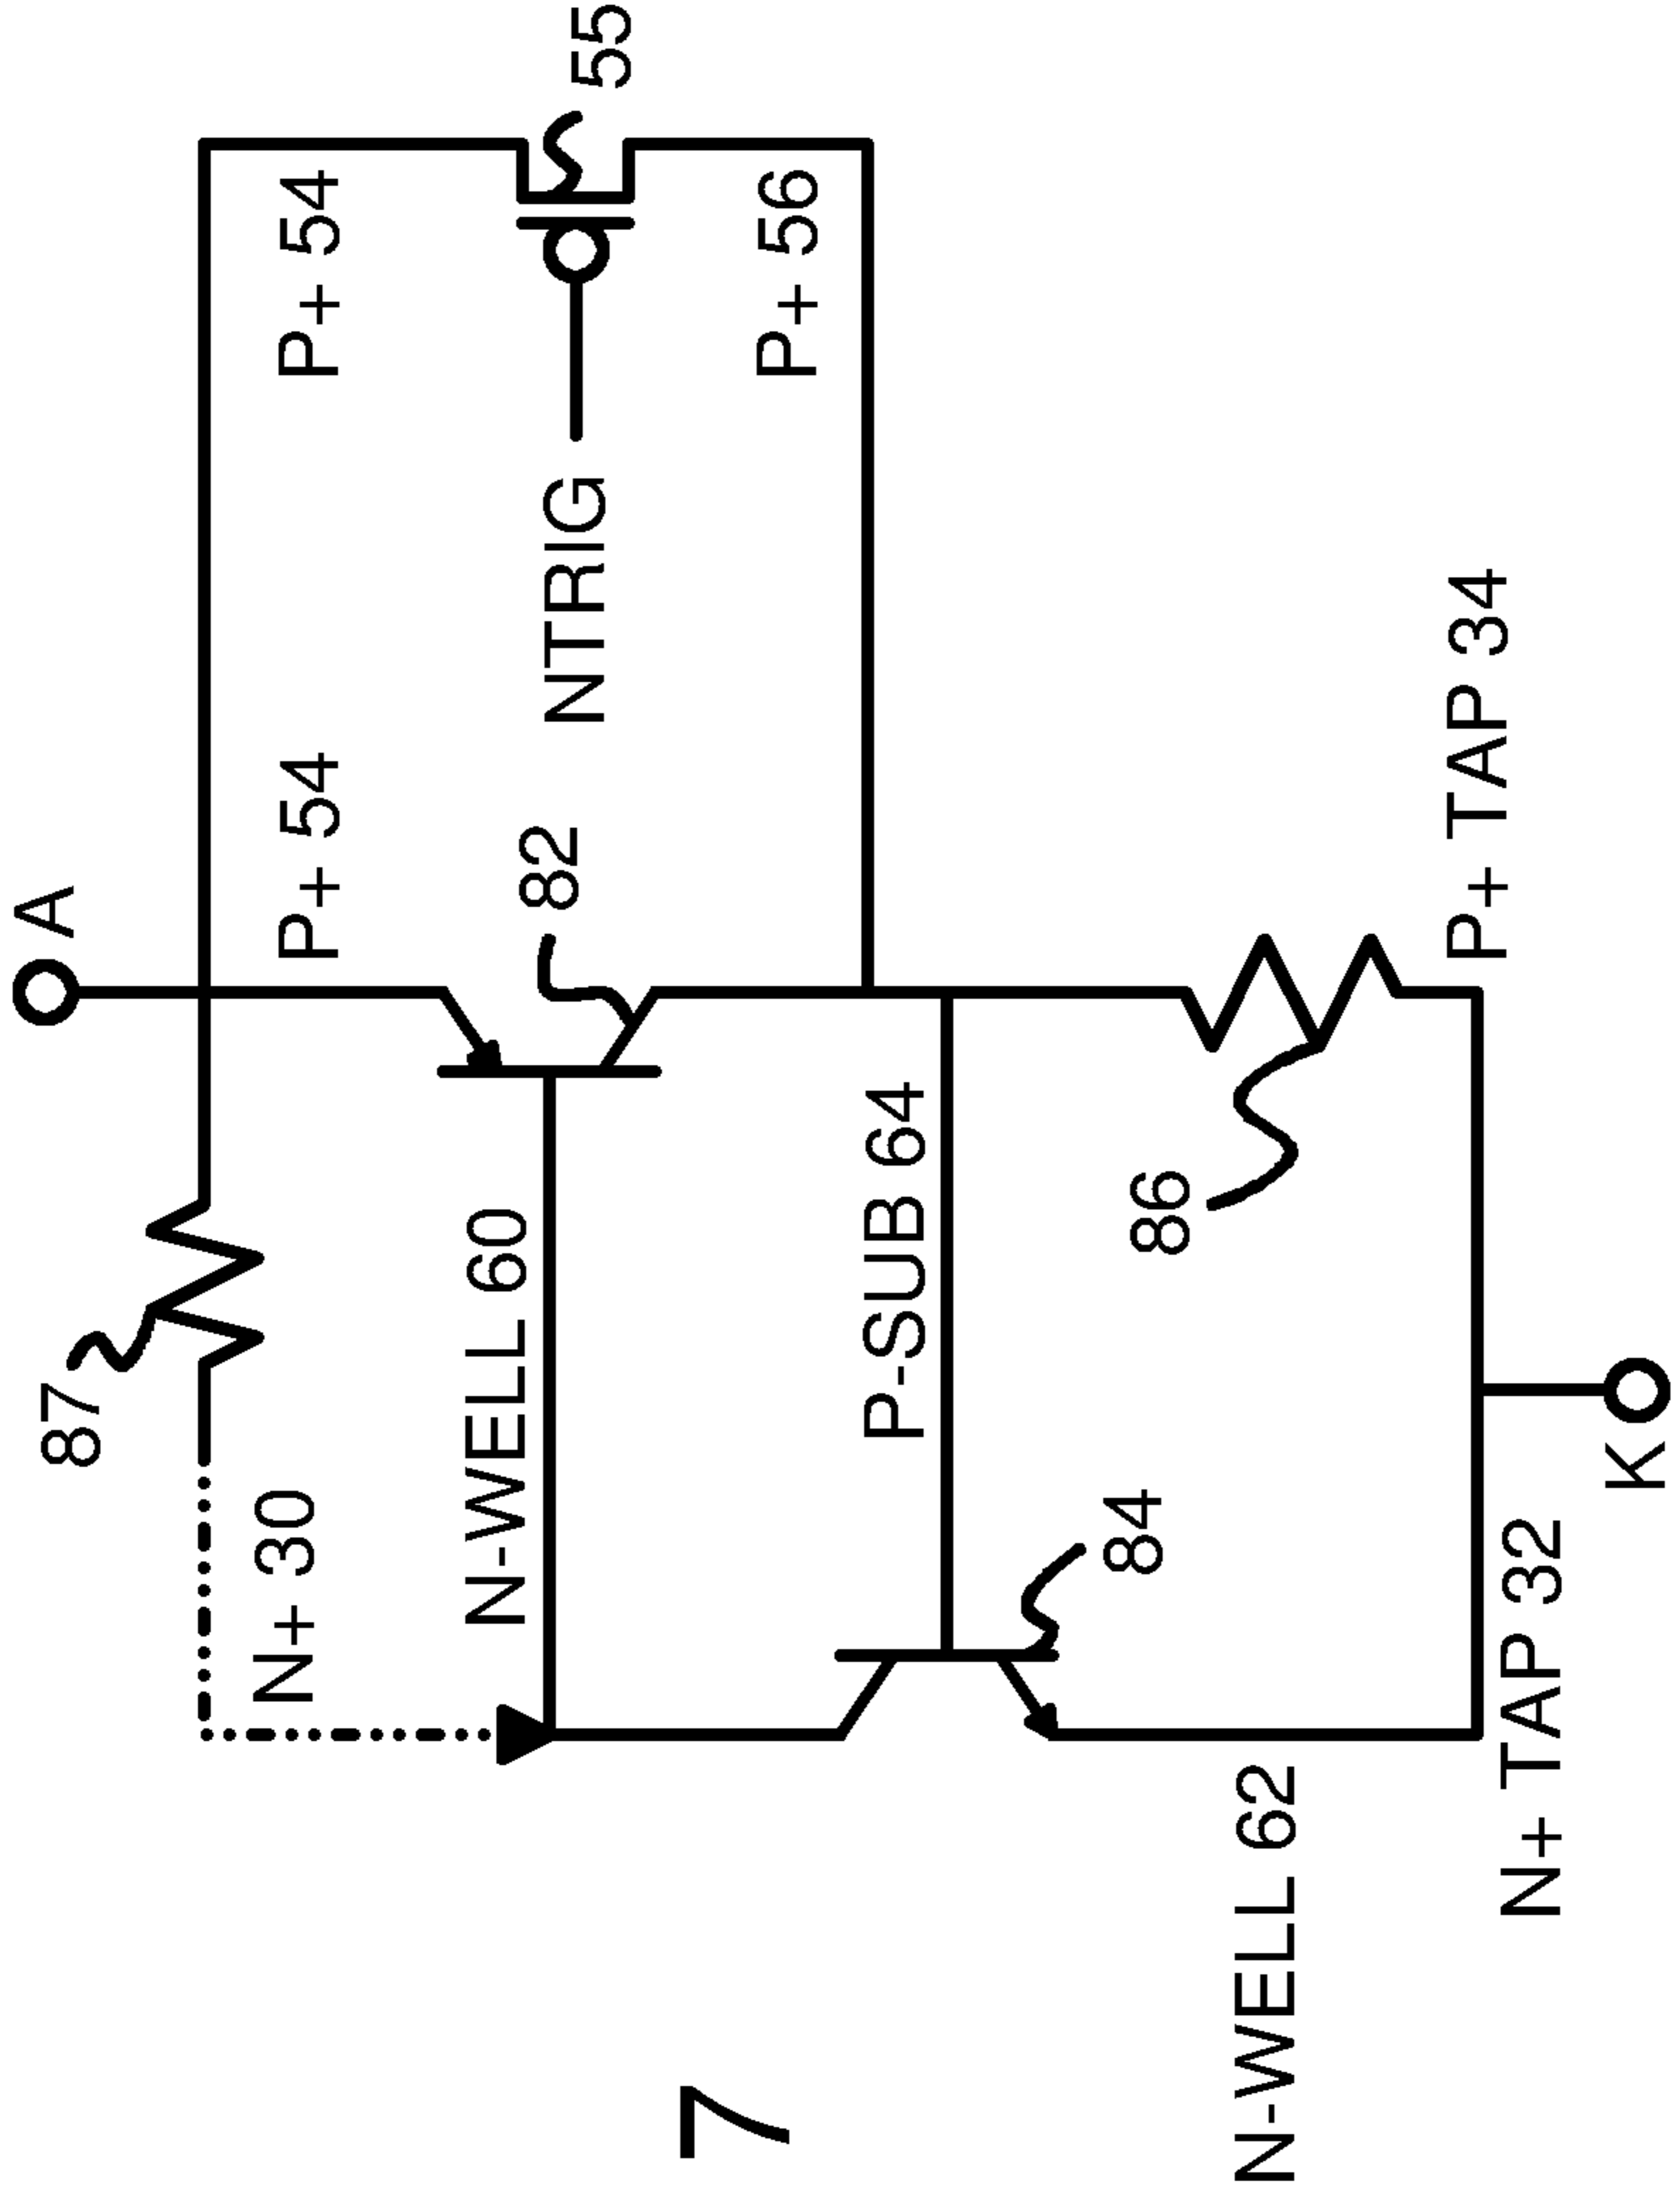 A
87
N+ 30
P+ 54
P+ 54
55
N-WELL 60
82
NTRIG
P+ 56
P-SUB 64
84
86
N-WELL 62
P+ TAP 34
N+ TAP 32
K
7